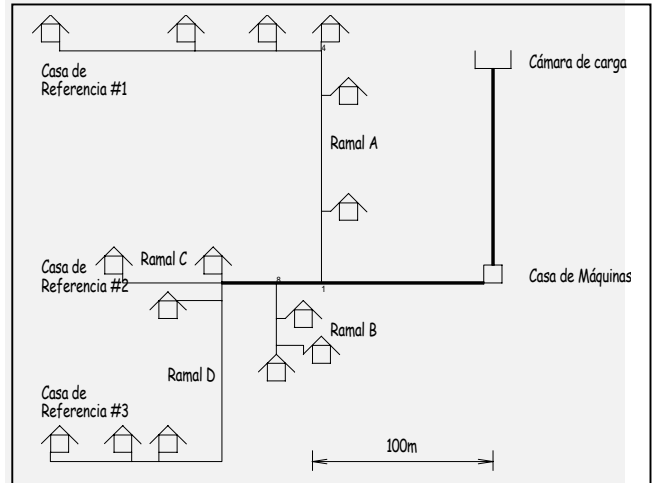 4
Casa de
Referencia #1
Cámara de carga
Ramal A
Ramal C
Casa de
Referencia #2
8
1
Casa de Máquinas
Ramal B
Ramal D
Casa de
Referencia #3
100m